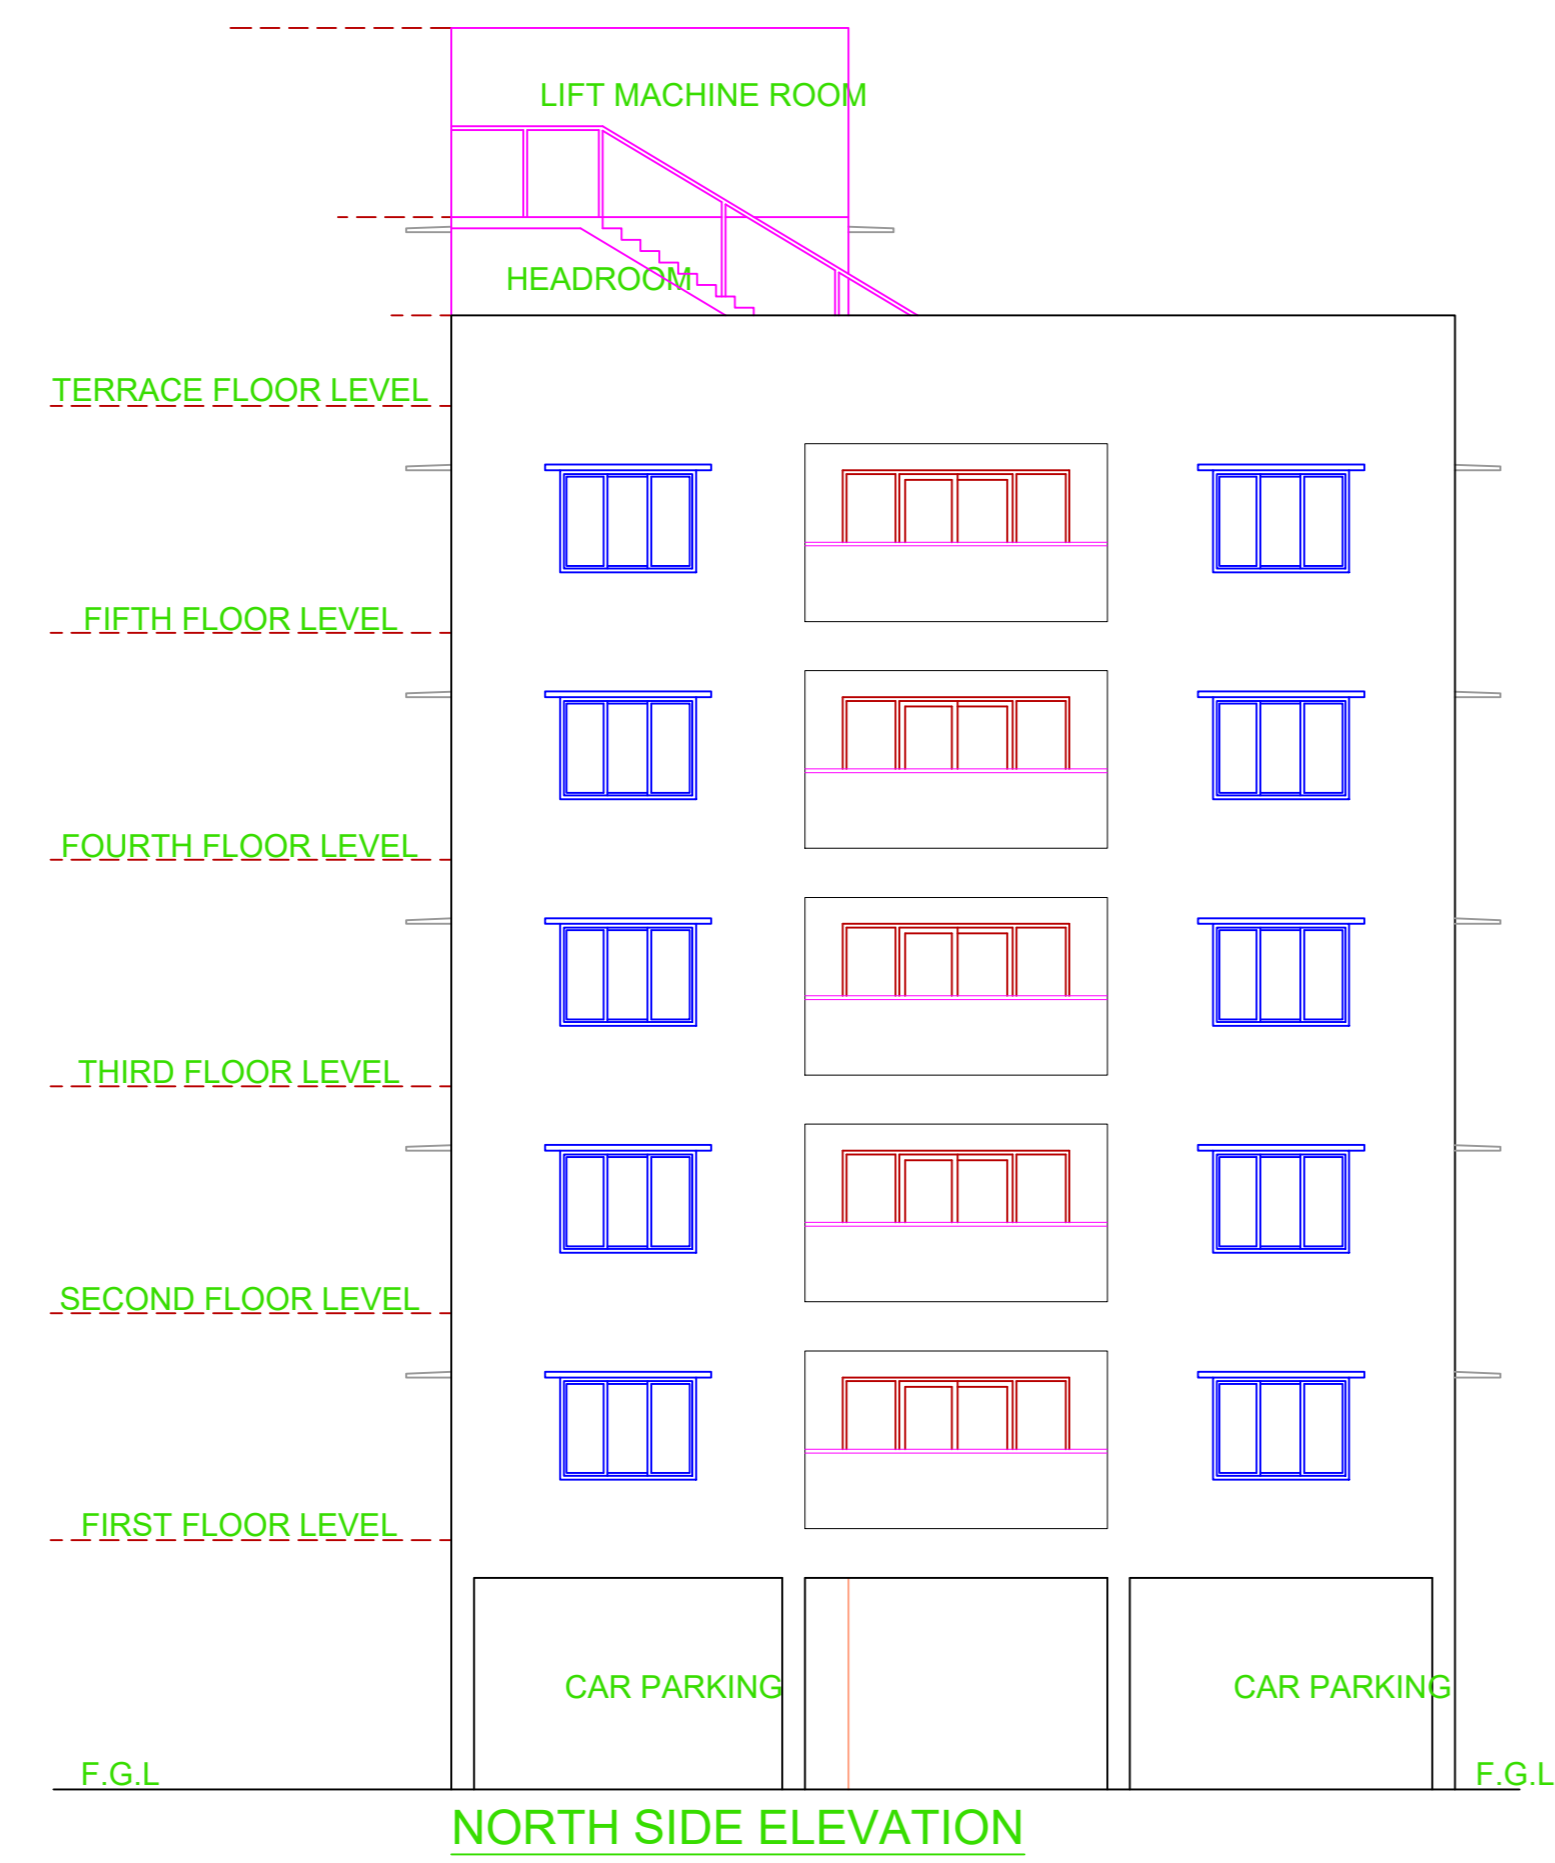 LIFT MACHINE ROOM
HEADROOM
TERRACE FLOOR LEVEL
FIFTH FLOOR LEVEL
FOURTH FLOOR LEVEL
THIRD FLOOR LEVEL
SECOND FLOOR LEVEL
FIRST FLOOR LEVEL
CAR PARKING
CAR PARKING
F.G.L
F.G.L
NORTH SIDE ELEVATION